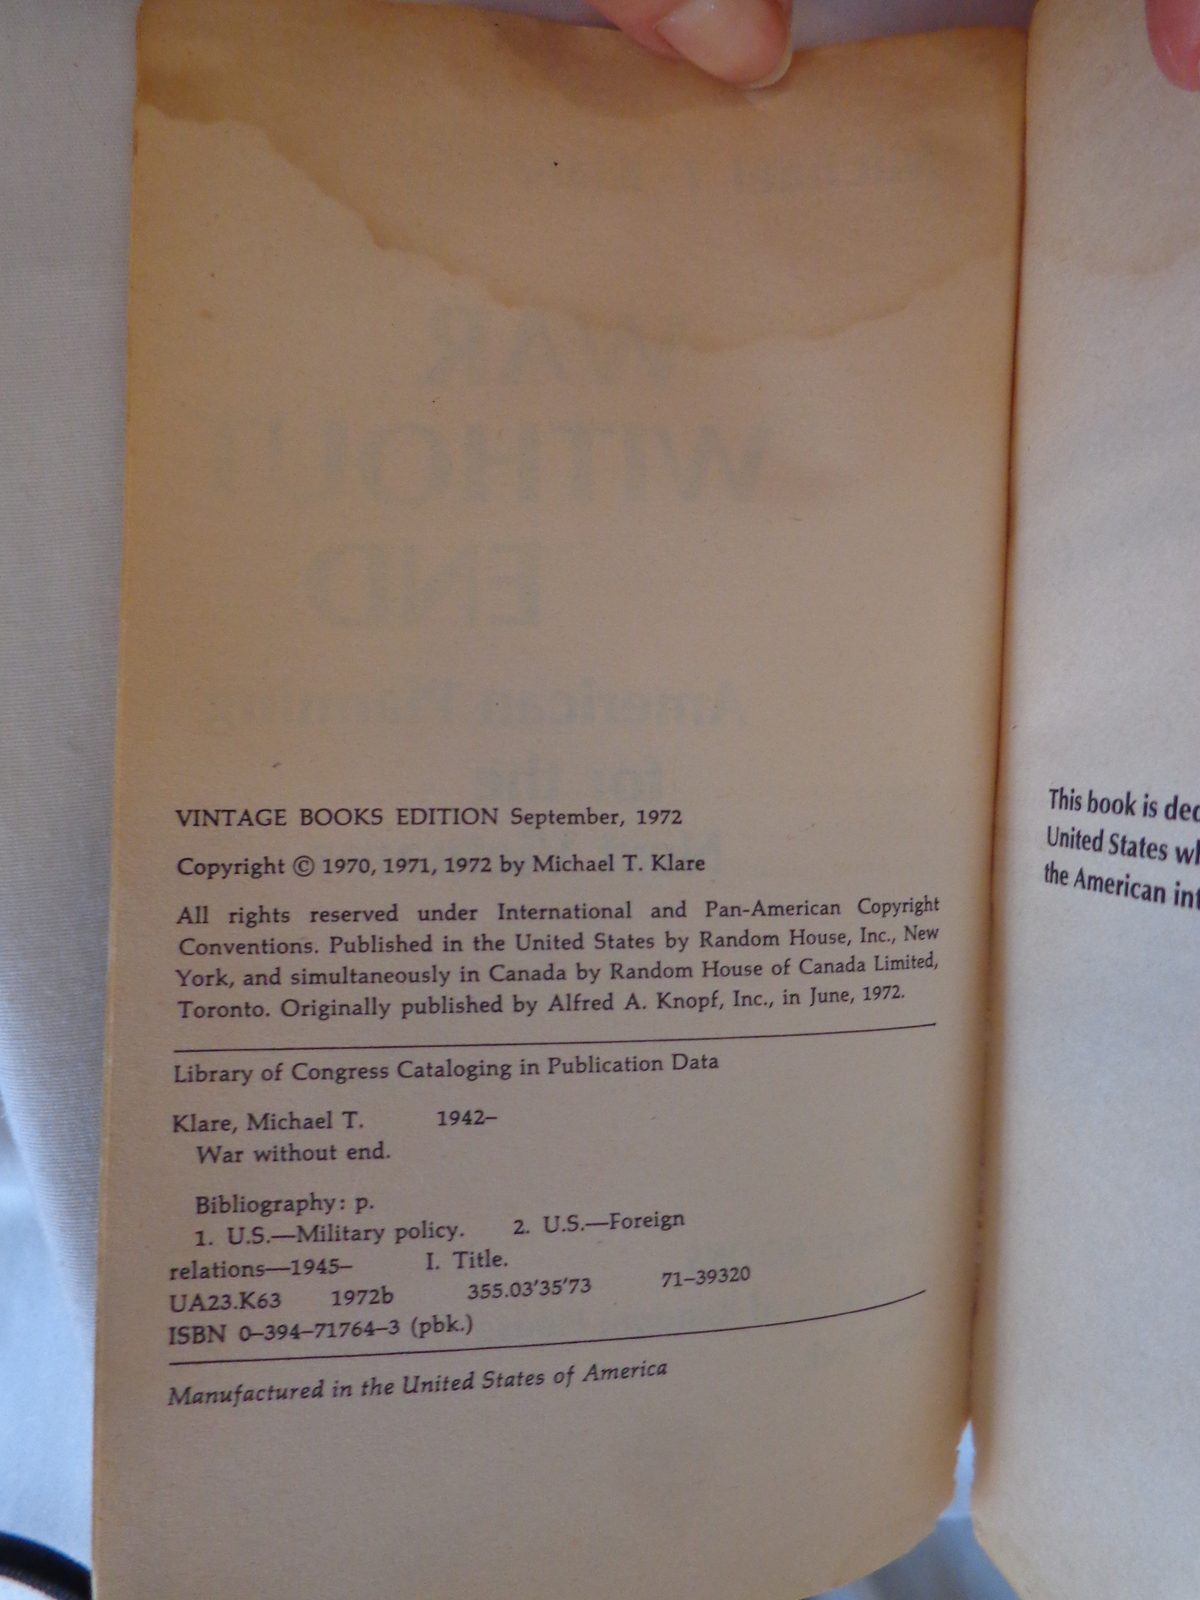 VINTAGE BOOKS EDITION September, 1972
Copyright © 1970, 1971, 1972 by Michael T. Klare
All rights reserved under International and Pan-American Copyright
Conventions. Published in the United States by Random House, Inc., New
York, and simultaneously in Canada by Random House of Canada Limited,
Toronto. Originally published by Alfred A. Knopf, Inc., in June, 1972.
Library of Congress Cataloging in Publication Data
Klare, Michael T. 1942–
War without end.
Bibliography: p.
1. U.S.—Military policy. 2. U.S.—Foreign
relations—1945– I. Title.
UA23.K63 1972b 355.03'35'73 71–39320
ISBN 0–394–71764–3 (pbk.)
Manufactured in the United States of America
This book is
United States
the American